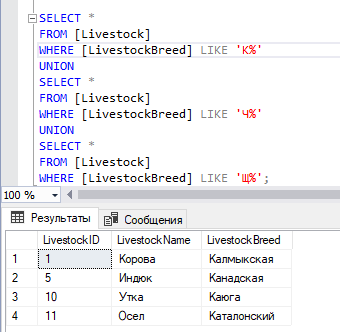 SELECT *
FROM [Livestock]
WHERE [LivestockBreed] LIKE 'К%'
UNION
SELECT *
FROM [Livestock]
WHERE [LivestockBreed] LIKE 'Ч%'
UNION
SELECT *
FROM [Livestock]
WHERE [LivestockBreed] LIKE 'Щ%';
100 %
Результаты Сообщения
LivestockID LivestockName LivestockBreed
1 1 Корова Калмыкская
2 5 Индюк Канадская
3 10 Утка Каюга
4 11 Осел Каталонский